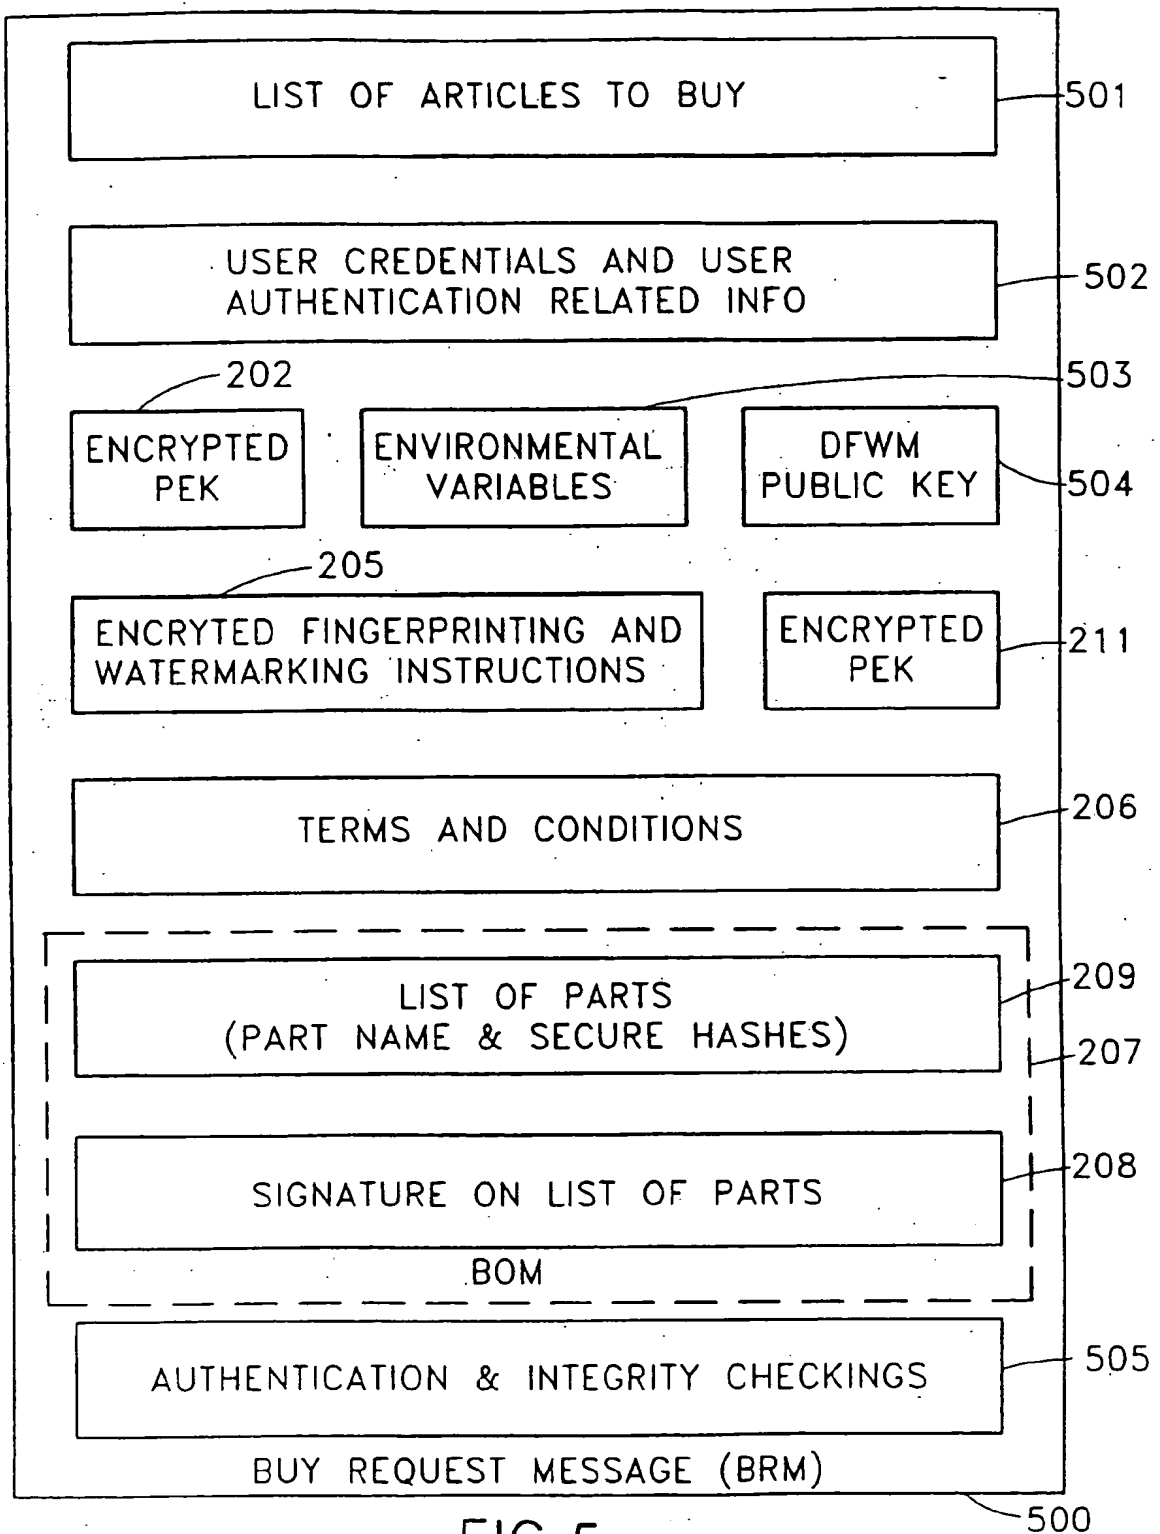 LIST OF ARTICLES TO BUY
501
USER CREDENTIALS AND USER
AUTHENTICATION RELATED INFO
502
202
503
ENCRYPTED
PEK
ENVIRONMENTAL
VARIABLES
DFWM
PUBLIC KEY
504
205
ENCRYTED FINGERPRINTING AND
WATERMARKING INSTRUCTIONS
ENCRYPTED
PEK
211
TERMS AND CONDITIONS
206
LIST OF PARTS
(PART NAME & SECURE HASHES)
209
207
SIGNATURE ON LIST OF PARTS
208
BOM
AUTHENTICATION & INTEGRITY CHECKINGS
505
BUY REQUEST MESSAGE (BRM)
500
FIG.5